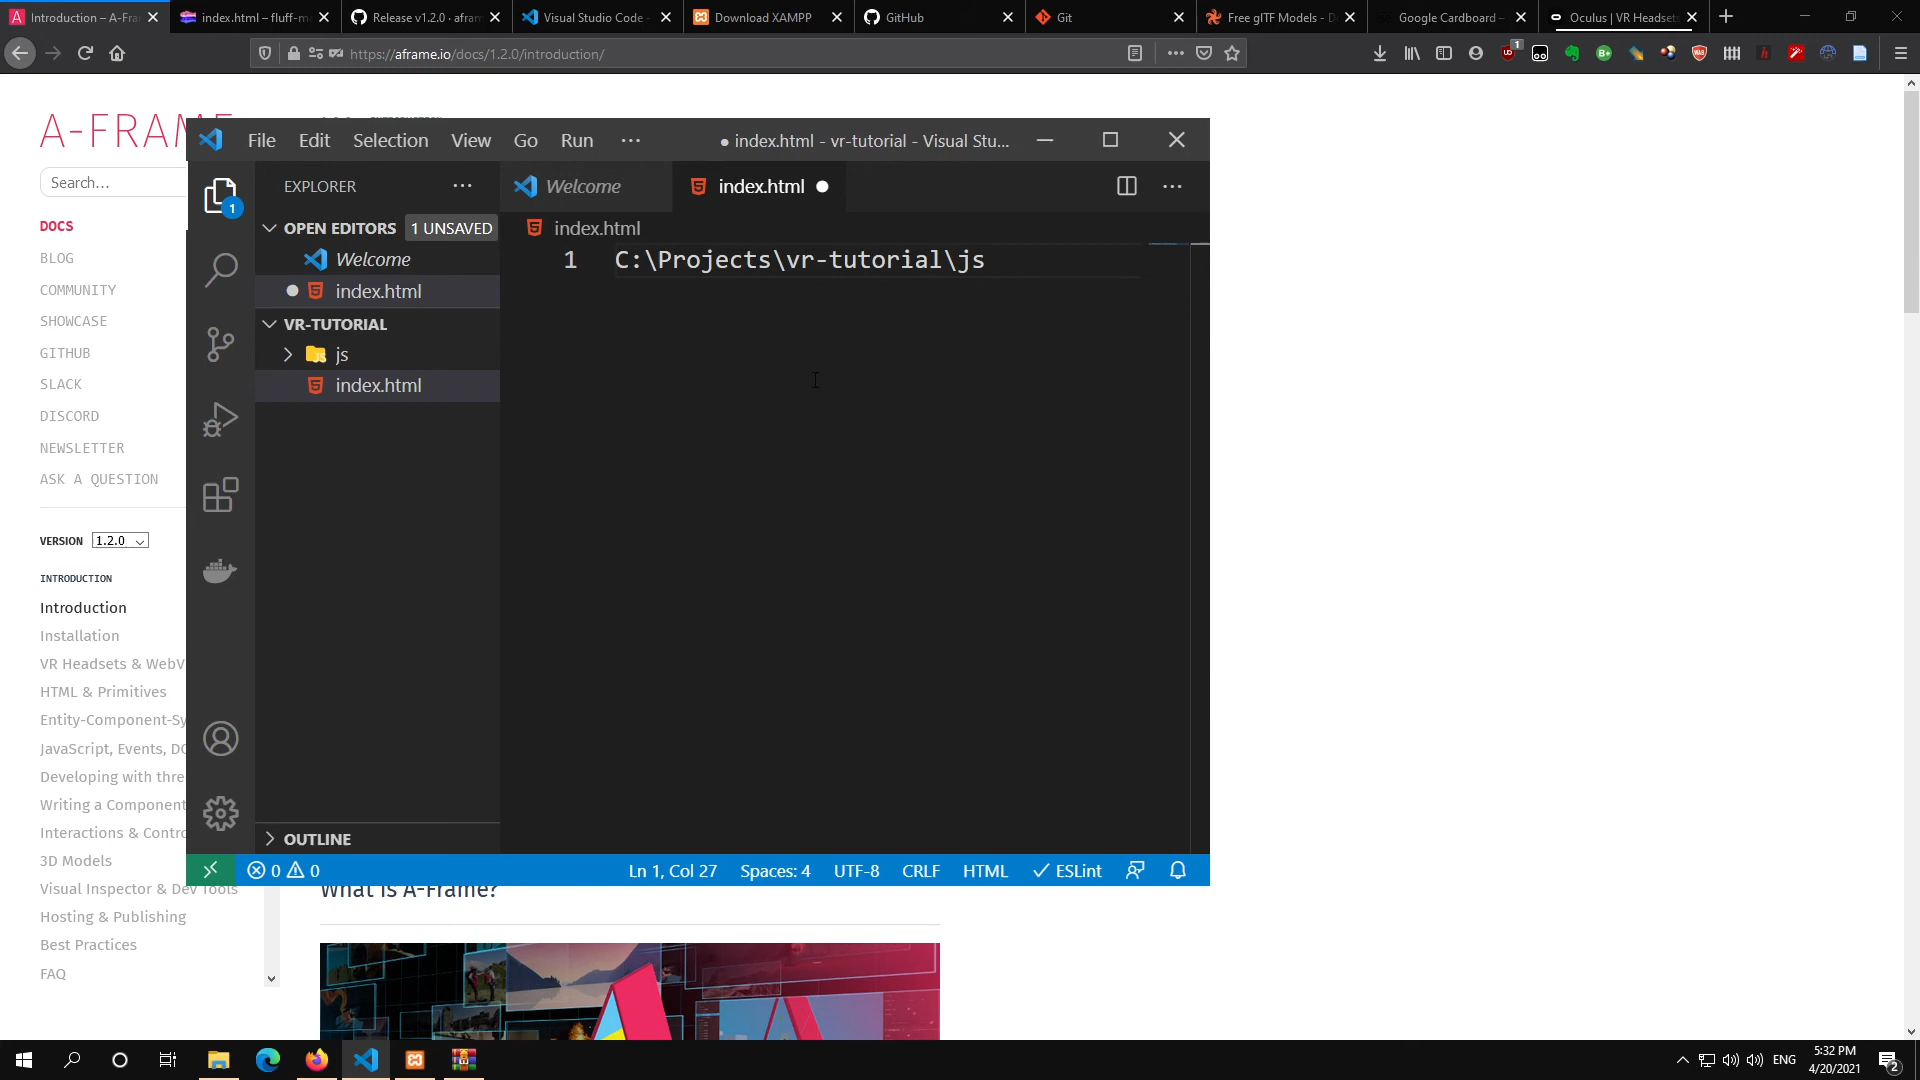 Introduction – A-Fra
index.html – fluff-m
Release v1.2.0 · afram
Visual Studio Code -
Download XAMPP
GitHub
Git
Free glTF Models - D
Google Cardboard –
Oculus | VR Headsets
https://aframe.io/docs/1.2.0/introduction/
1
A-FRAME
Search...
DOCS
BLOG
COMMUNITY
SHOWCASE
GITHUB
SLACK
DISCORD
NEWSLETTER
ASK A QUESTION
VERSION 1.2.0
INTRODUCTION
Introduction
Installation
VR Headsets & WebV
HTML & Primitives
Entity-Component-Sy
JavaScript, Events, DO
Developing with thre
Writing a Component
Interactions & Contro
3D Models
Visual Inspector & Dev Tools
Hosting & Publishing
Best Practices
FAQ
File Edit Selection View Go Run ···
● index.html - vr-tutorial - Visual Stu...
1
EXPLORER
OPEN EDITORS 1 UNSAVED
Welcome
index.html
VR-TUTORIAL
js
index.html
OUTLINE
Welcome
index.html
index.html
1 C:\Projects\vr-tutorial\js
0 0
Ln 1, Col 27 Spaces: 4 UTF-8 CRLF HTML ESLint
What is A-Frame?
ENG
5:32 PM
4/20/2021
2